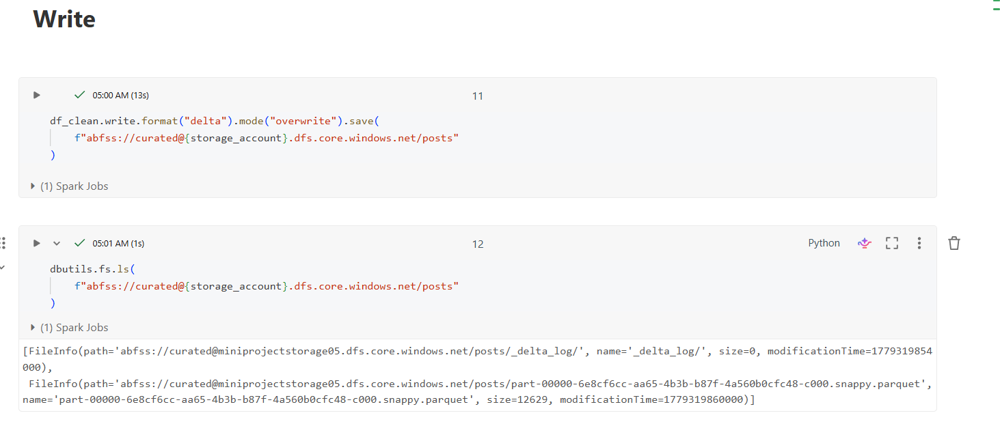 Write
05:00 AM (13s)
11
df_clean.write.format("delta").mode("overwrite").save(
    f"abfss://curated@{storage_account}.dfs.core.windows.net/posts"
)
(1) Spark Jobs
05:01 AM (1s)
12
Python
dbutils.fs.ls(
    f"abfss://curated@{storage_account}.dfs.core.windows.net/posts"
)
(1) Spark Jobs
[FileInfo(path='abfss://curated@miniprojectstorage05.dfs.core.windows.net/posts/_delta_log/', name='_delta_log/', size=0, modificationTime=1779319854
000),
 FileInfo(path='abfss://curated@miniprojectstorage05.dfs.core.windows.net/posts/part-00000-6e8cf6cc-aa65-4b3b-b87f-4a560b0cfc48-c000.snappy.parquet',
name='part-00000-6e8cf6cc-aa65-4b3b-b87f-4a560b0cfc48-c000.snappy.parquet', size=12629, modificationTime=1779319860000)]